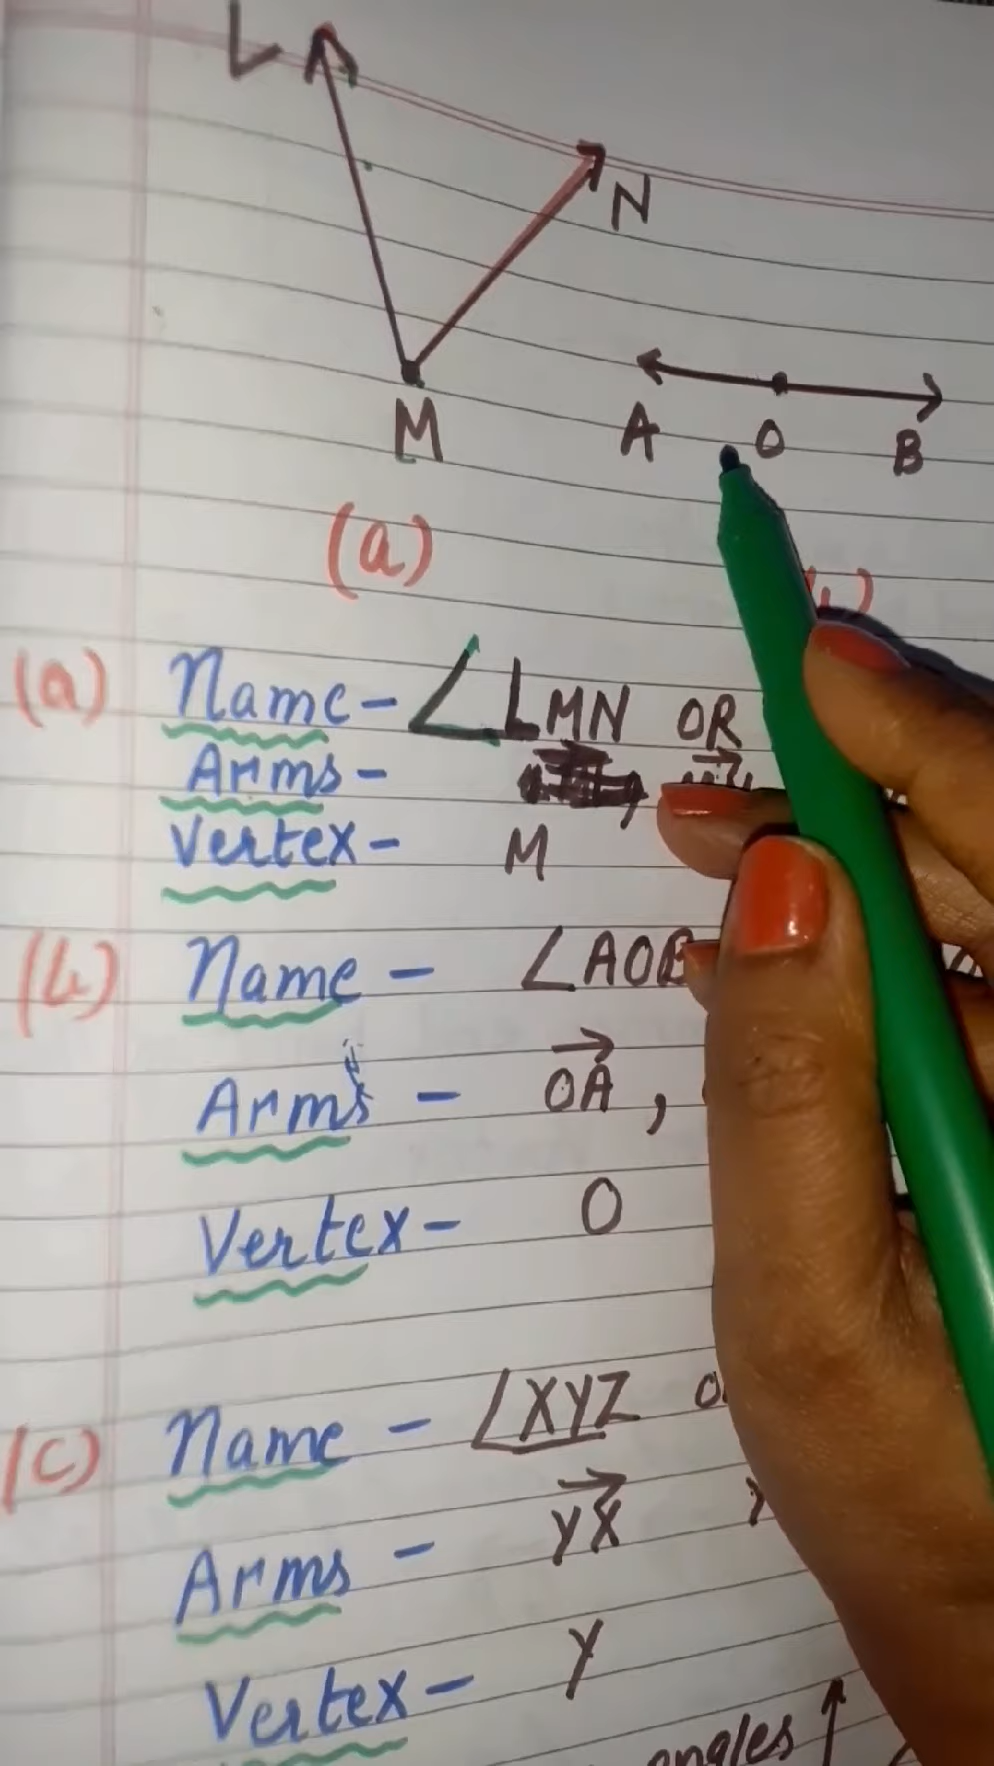 L
N
M
A O B
(a)
(a) Name - ∠LMN OR
Arms -
Vertex - M
(b) Name - ∠AOB
Arms - OA ,
Vertex - O
(c) Name - ∠XYZ
Arms - YX
Vertex - Y
angles